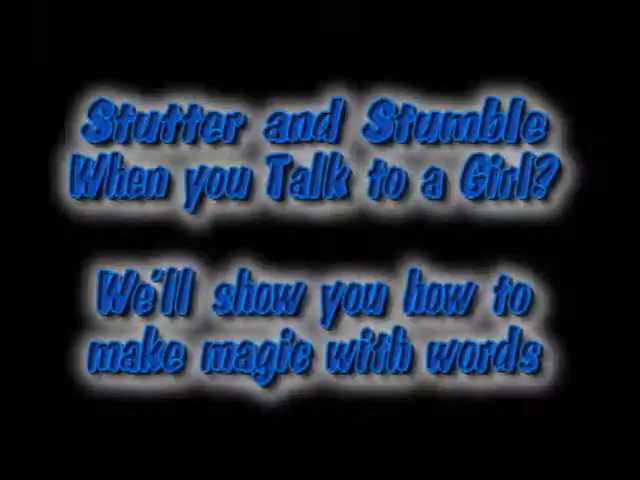 Stutter and Stumble
When you Talk to a Girl?
We'll show you how to
make magic with words